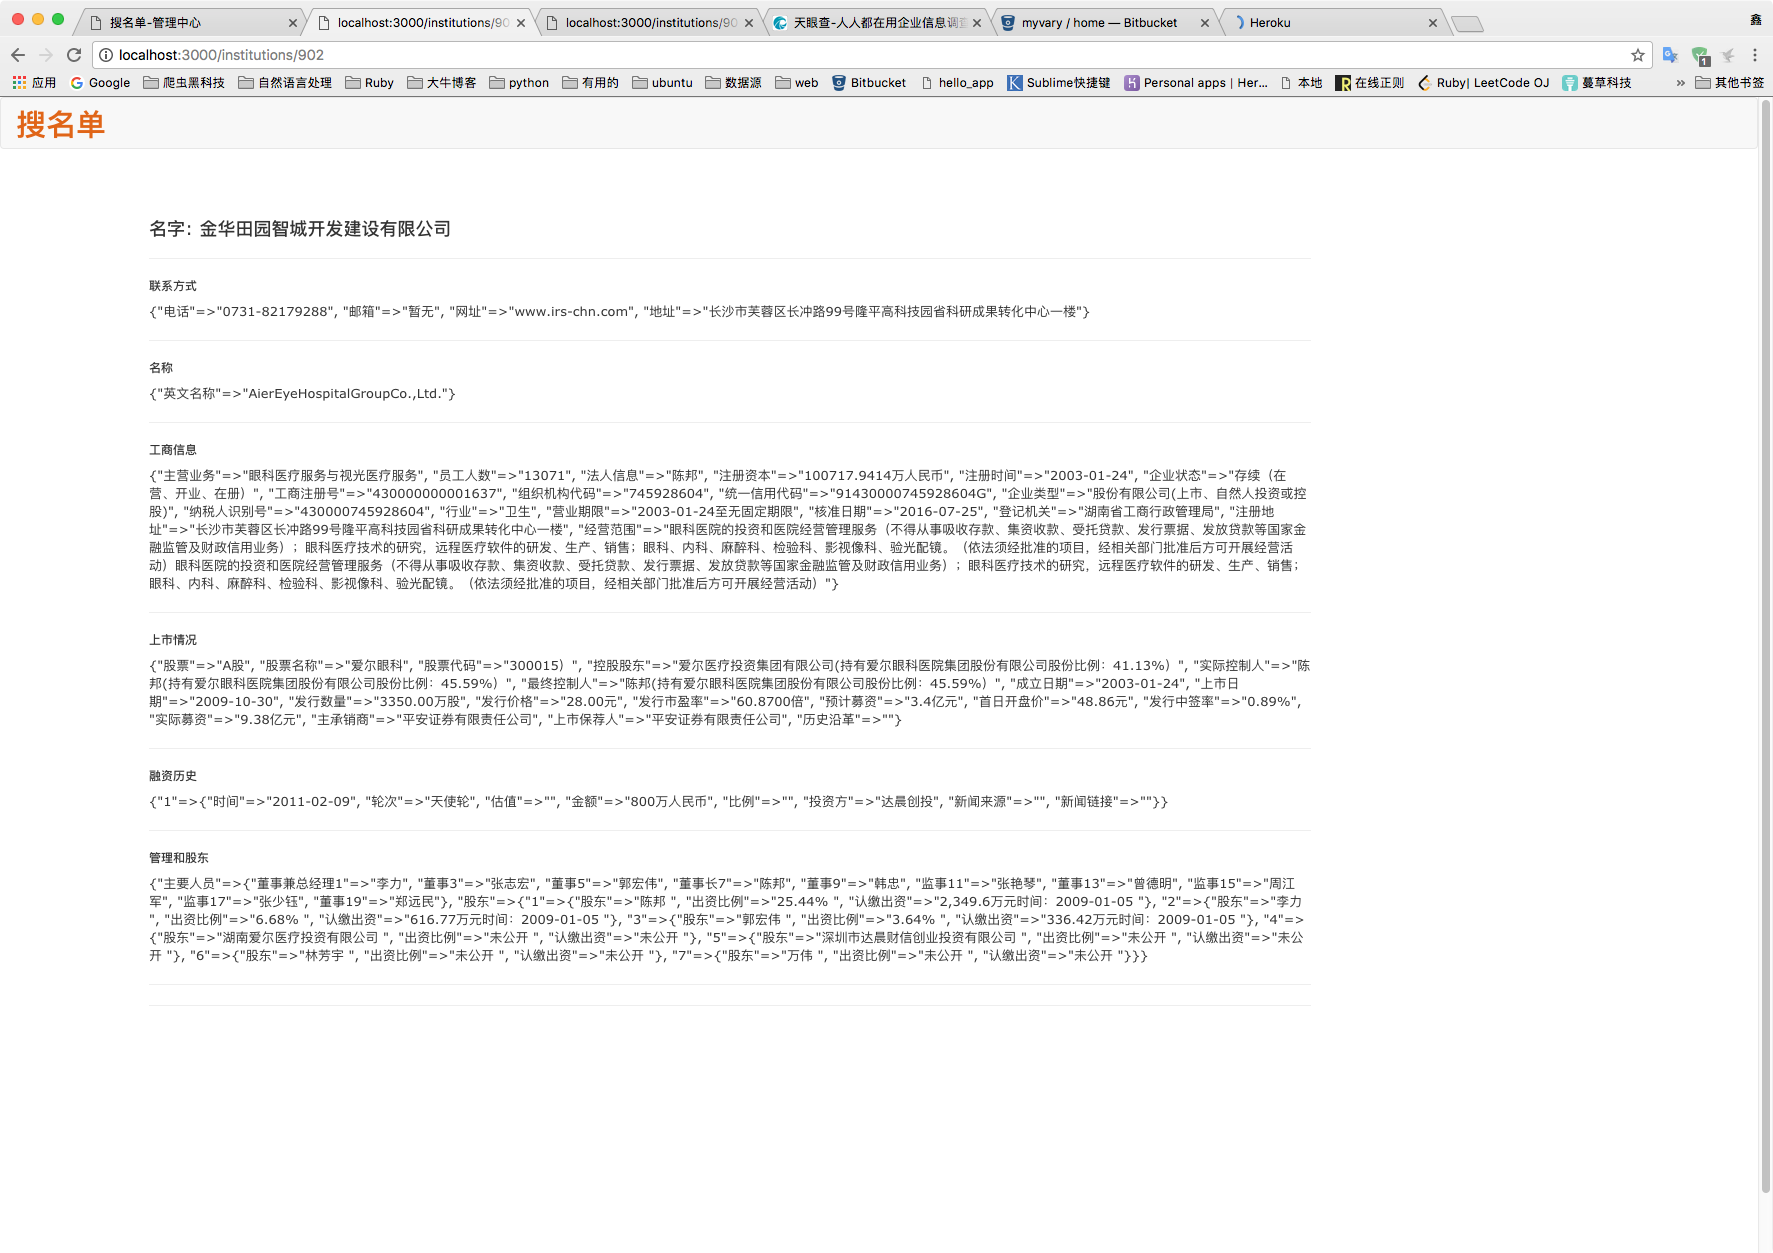 搜名单-管理中心
localhost:3000/institutions/90
localhost:3000/institutions/90
天眼查-人人都在用企业信息调查
myvary / home — Bitbucket
Heroku
鑫
localhost:3000/institutions/902
1
应用
Google
爬虫黑科技
自然语言处理
Ruby
大牛博客
python
有用的
ubuntu
数据源
web
Bitbucket
hello_app
Sublime快捷键
Personal apps | Her...
本地
在线正则
Ruby| LeetCode OJ
蔓草科技
»
其他书签
搜名单
名字：金华田园智城开发建设有限公司
联系方式
{"电话"=>"0731-82179288", "邮箱"=>"暂无", "网址"=>"www.irs-chn.com", "地址"=>"长沙市芙蓉区长冲路99号隆平高科技园省科研成果转化中心一楼"}
名称
{"英文名称"=>"AierEyeHospitalGroupCo.,Ltd."}
工商信息
{"主营业务"=>"眼科医疗服务与视光医疗服务", "员工人数"=>"13071", "法人信息"=>"陈邦", "注册资本"=>"100717.9414万人民币", "注册时间"=>"2003-01-24", "企业状态"=>"存续（在
营、开业、在册）", "工商注册号"=>"430000000001637", "组织机构代码"=>"745928604", "统一信用代码"=>"91430000745928604G", "企业类型"=>"股份有限公司(上市、自然人投资或控
股)", "纳税人识别号"=>"430000745928604", "行业"=>"卫生", "营业期限"=>"2003-01-24至无固定期限", "核准日期"=>"2016-07-25", "登记机关"=>"湖南省工商行政管理局", "注册地
址"=>"长沙市芙蓉区长冲路99号隆平高科技园省科研成果转化中心一楼", "经营范围"=>"眼科医院的投资和医院经营管理服务（不得从事吸收存款、集资收款、受托贷款、发行票据、发放贷款等国家金
融监管及财政信用业务）；眼科医疗技术的研究，远程医疗软件的研发、生产、销售；眼科、内科、麻醉科、检验科、影视像科、验光配镜。（依法须经批准的项目，经相关部门批准后方可开展经营活
动）眼科医院的投资和医院经营管理服务（不得从事吸收存款、集资收款、受托贷款、发行票据、发放贷款等国家金融监管及财政信用业务）；眼科医疗技术的研究，远程医疗软件的研发、生产、销售；
眼科、内科、麻醉科、检验科、影视像科、验光配镜。（依法须经批准的项目，经相关部门批准后方可开展经营活动）"}
上市情况
{"股票"=>"A股", "股票名称"=>"爱尔眼科", "股票代码"=>"300015）", "控股股东"=>"爱尔医疗投资集团有限公司(持有爱尔眼科医院集团股份有限公司股份比例：41.13%）", "实际控制人"=>"陈
邦(持有爱尔眼科医院集团股份有限公司股份比例：45.59%）", "最终控制人"=>"陈邦(持有爱尔眼科医院集团股份有限公司股份比例：45.59%）", "成立日期"=>"2003-01-24", "上市日
期"=>"2009-10-30", "发行数量"=>"3350.00万股", "发行价格"=>"28.00元", "发行市盈率"=>"60.8700倍", "预计募资"=>"3.4亿元", "首日开盘价"=>"48.86元", "发行中签率"=>"0.89%",
"实际募资"=>"9.38亿元", "主承销商"=>"平安证券有限责任公司", "上市保荐人"=>"平安证券有限责任公司", "历史沿革"=>""}
融资历史
{"1"=>{"时间"=>"2011-02-09", "轮次"=>"天使轮", "估值"=>"", "金额"=>"800万人民币", "比例"=>"", "投资方"=>"达晨创投", "新闻来源"=>"", "新闻链接"=>""}}
管理和股东
{"主要人员"=>{"董事兼总经理1"=>"李力", "董事3"=>"张志宏", "董事5"=>"郭宏伟", "董事长7"=>"陈邦", "董事9"=>"韩忠", "监事11"=>"张艳琴", "董事13"=>"曾德明", "监事15"=>"周江
军", "监事17"=>"张少钰", "董事19"=>"郑远民"}, "股东"=>{"1"=>{"股东"=>"陈邦 ", "出资比例"=>"25.44% ", "认缴出资"=>"2,349.6万元时间：2009-01-05 "}, "2"=>{"股东"=>"李力
", "出资比例"=>"6.68% ", "认缴出资"=>"616.77万元时间：2009-01-05 "}, "3"=>{"股东"=>"郭宏伟 ", "出资比例"=>"3.64% ", "认缴出资"=>"336.42万元时间：2009-01-05 "}, "4"=>
{"股东"=>"湖南爱尔医疗投资有限公司 ", "出资比例"=>"未公开 ", "认缴出资"=>"未公开 "}, "5"=>{"股东"=>"深圳市达晨财信创业投资有限公司 ", "出资比例"=>"未公开 ", "认缴出资"=>"未公
开 "}, "6"=>{"股东"=>"林芳宇 ", "出资比例"=>"未公开 ", "认缴出资"=>"未公开 "}, "7"=>{"股东"=>"万伟 ", "出资比例"=>"未公开 ", "认缴出资"=>"未公开 "}}}